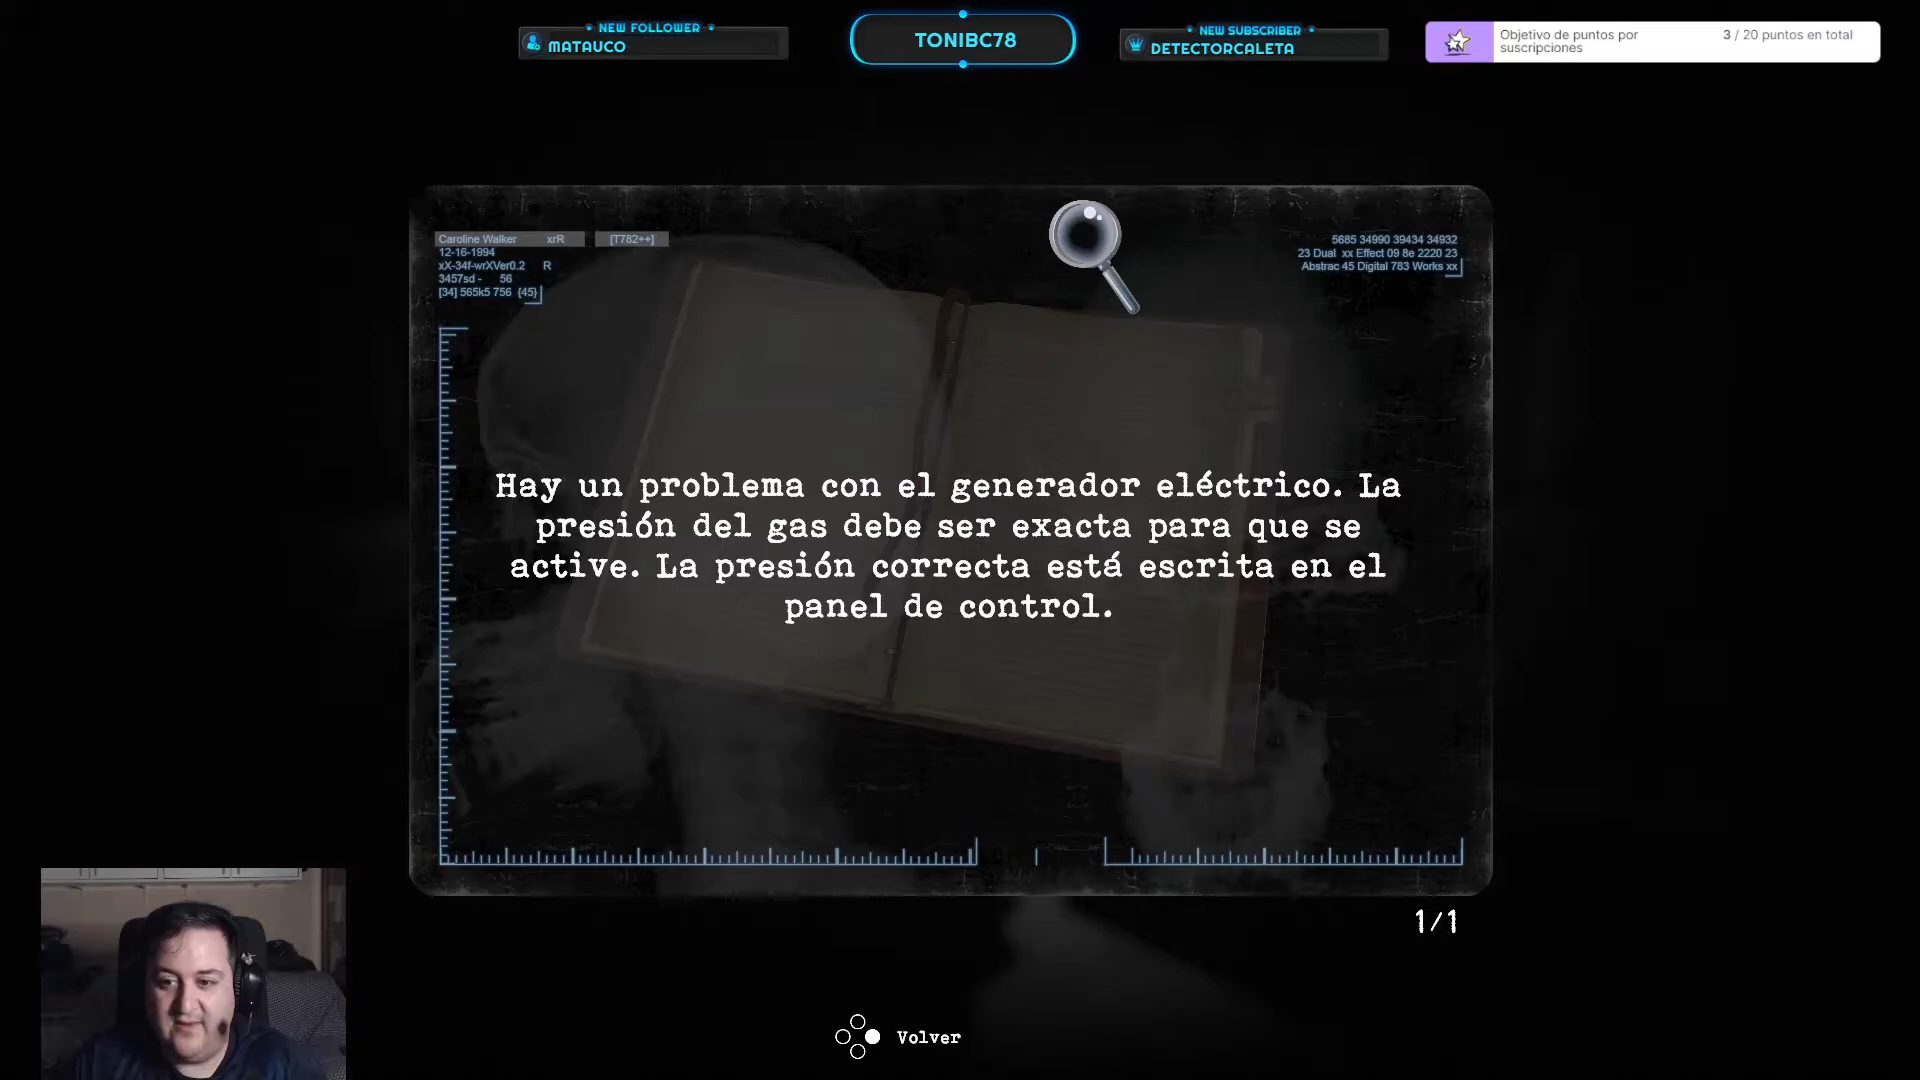 NEW FOLLOWER
MATAUCO
TONIBC78
NEW SUBSCRIBER
DETECTORCALETA
Objetivo de puntos por suscripciones
3 / 20 puntos en total
Caroline Walker xrR [T782++]
12-16-1994
xX-34f-wrXVer0.2 R
3457sd - 56
[34] 565k5 756 {45}
5685 34990 39434 34932
23 Dual xx Effect 09 8e 2220 23
Abstrac 45 Digital 783 Works xx
Hay un problema con el generador eléctrico. La
presión del gas debe ser exacta para que se
active. La presión correcta está escrita en el
panel de control.
1/1
Volver